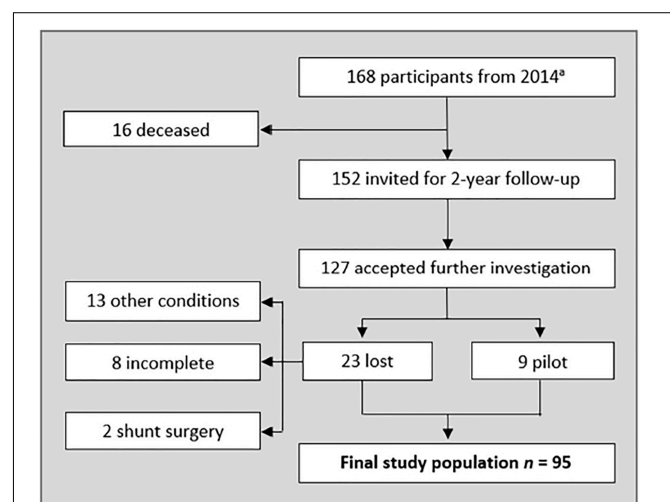 168 participants from 2014ᵃ
16 deceased
152 invited for 2-year follow-up
127 accepted further investigation
13 other conditions
8 incomplete
23 lost
9 pilot
2 shunt surgery
Final study population n = 95